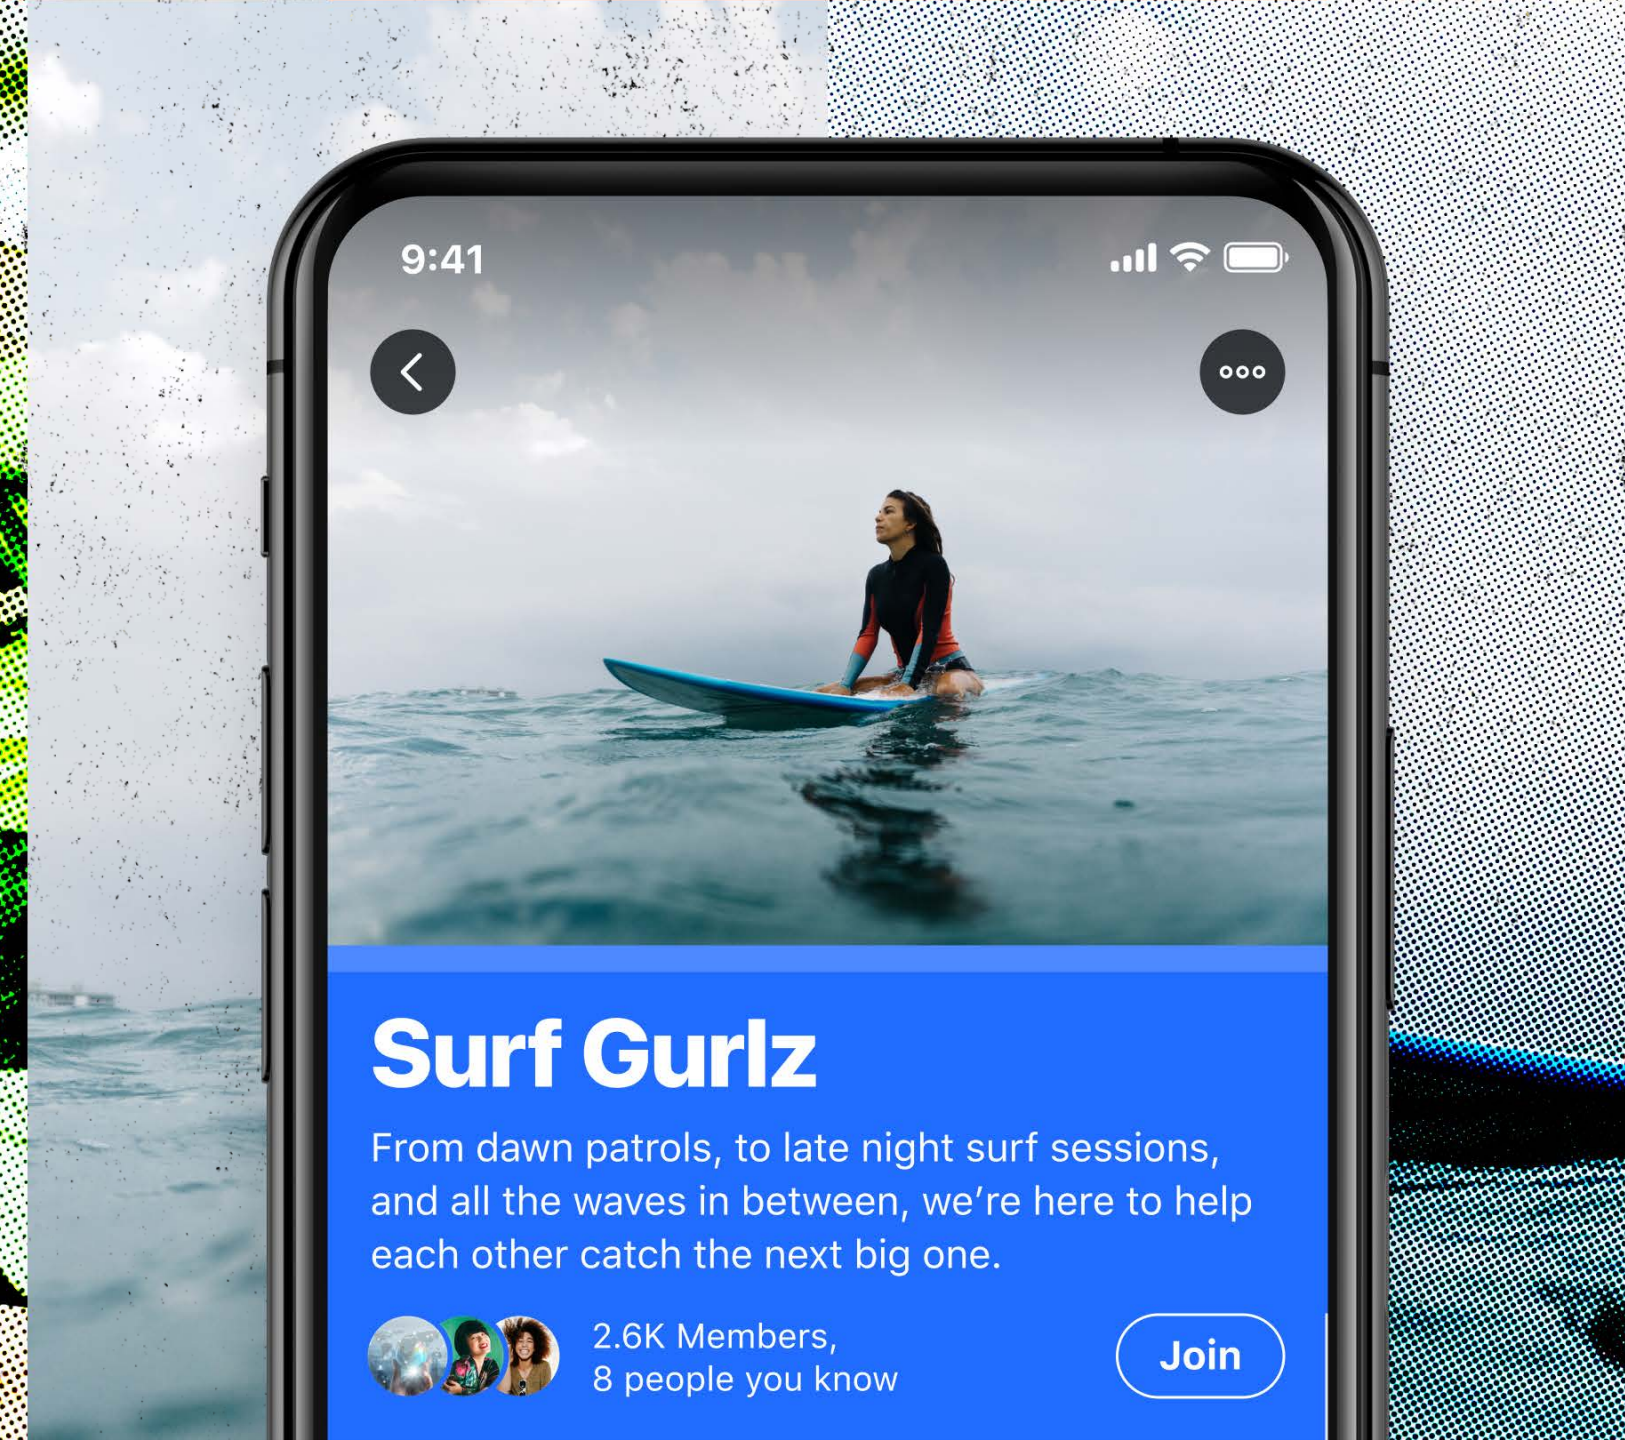 9:41
Surf Gurlz
From dawn patrols, to late night surf sessions,
and all the waves in between, we’re here to help
each other catch the next big one.
2.6K Members,
8 people you know
Join